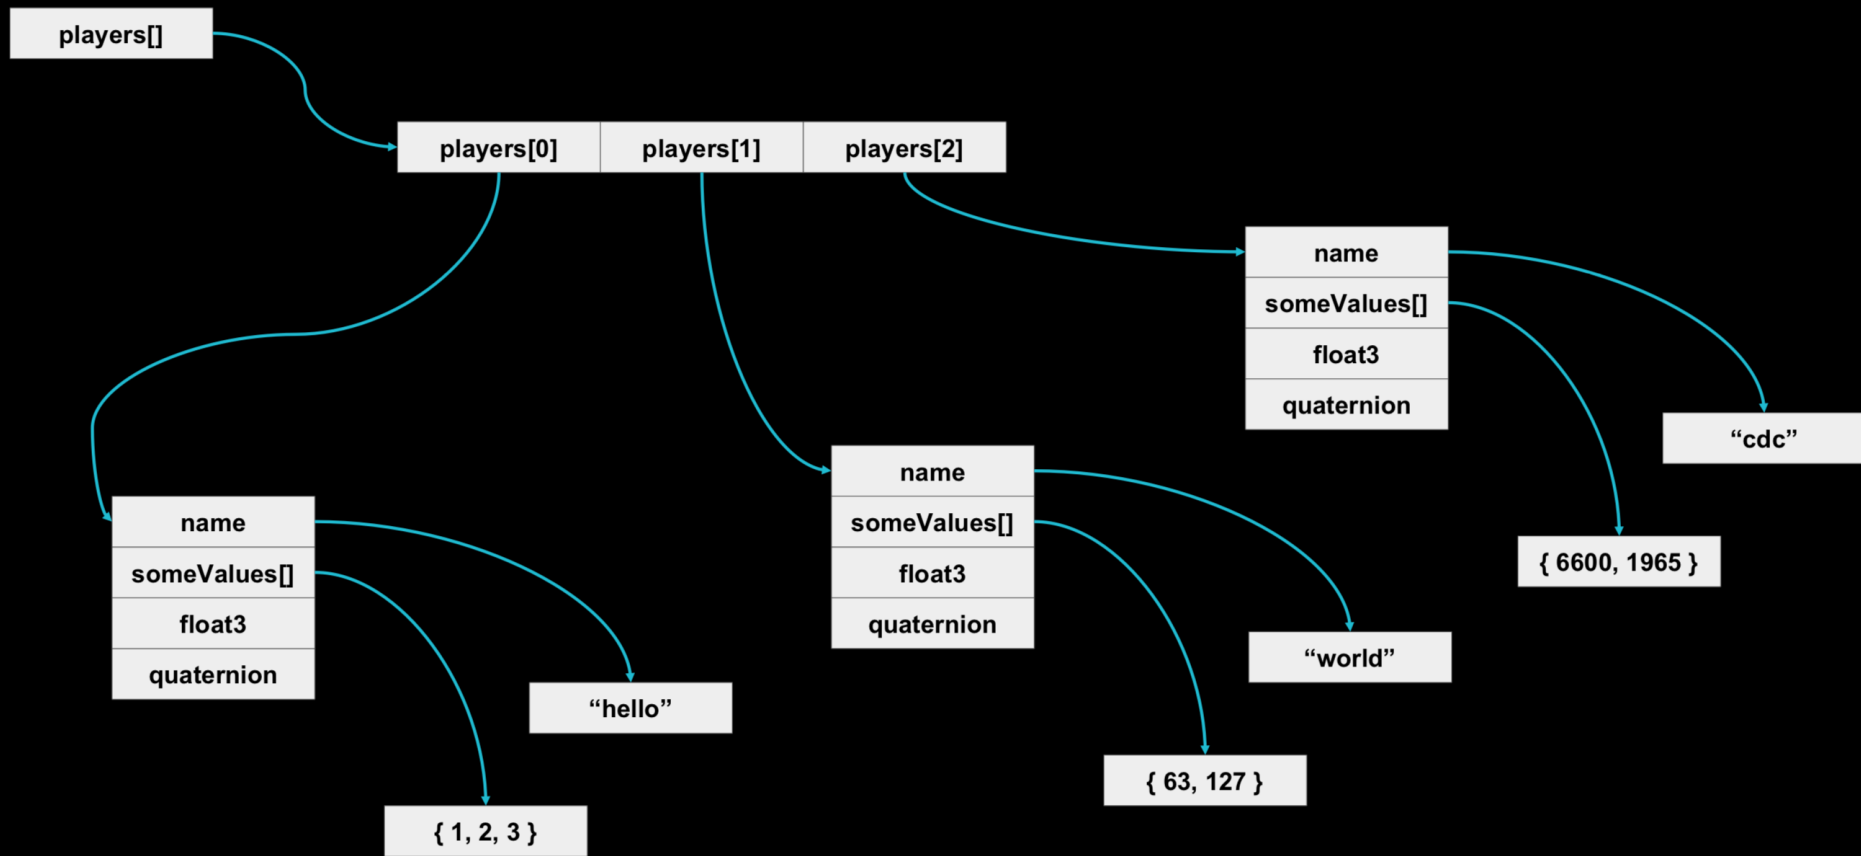 players[]
players[0]
players[1]
players[2]
name
someValues[]
float3
quaternion
“cdc”
{ 6600, 1965 }
name
someValues[]
float3
quaternion
“world”
{ 63, 127 }
name
someValues[]
float3
quaternion
“hello”
{ 1, 2, 3 }